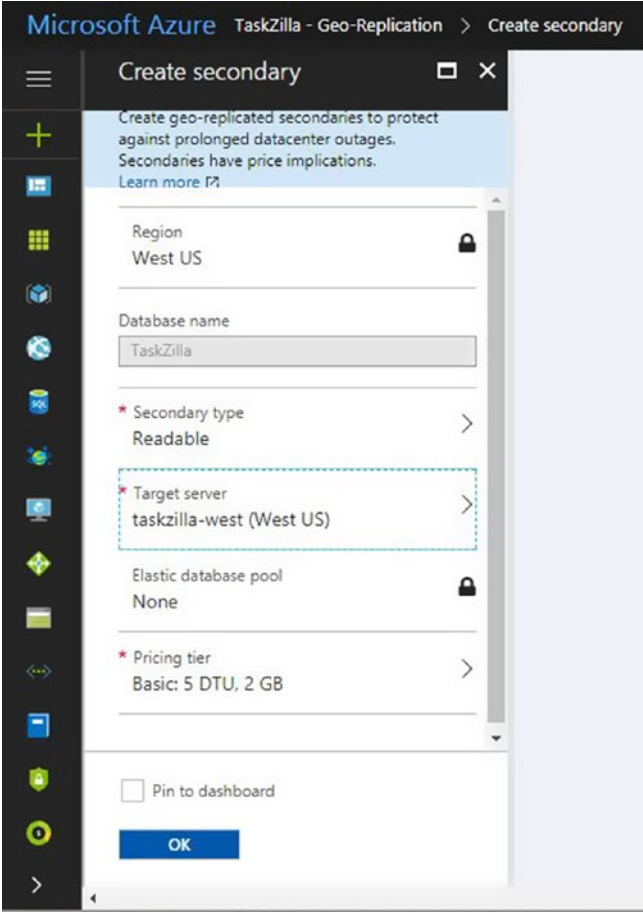 Microsoft Azure TaskZilla - Geo-Replication > Create secondary
Create secondary
Create geo-replicated secondaries to protect
against prolonged datacenter outages.
Secondaries have price implications.
Learn more
Region
West US
Database name
TaskZilla
* Secondary type
Readable
* Target server
taskzilla-west (West US)
Elastic database pool
None
* Pricing tier
Basic: 5 DTU, 2 GB
Pin to dashboard
OK
SQL